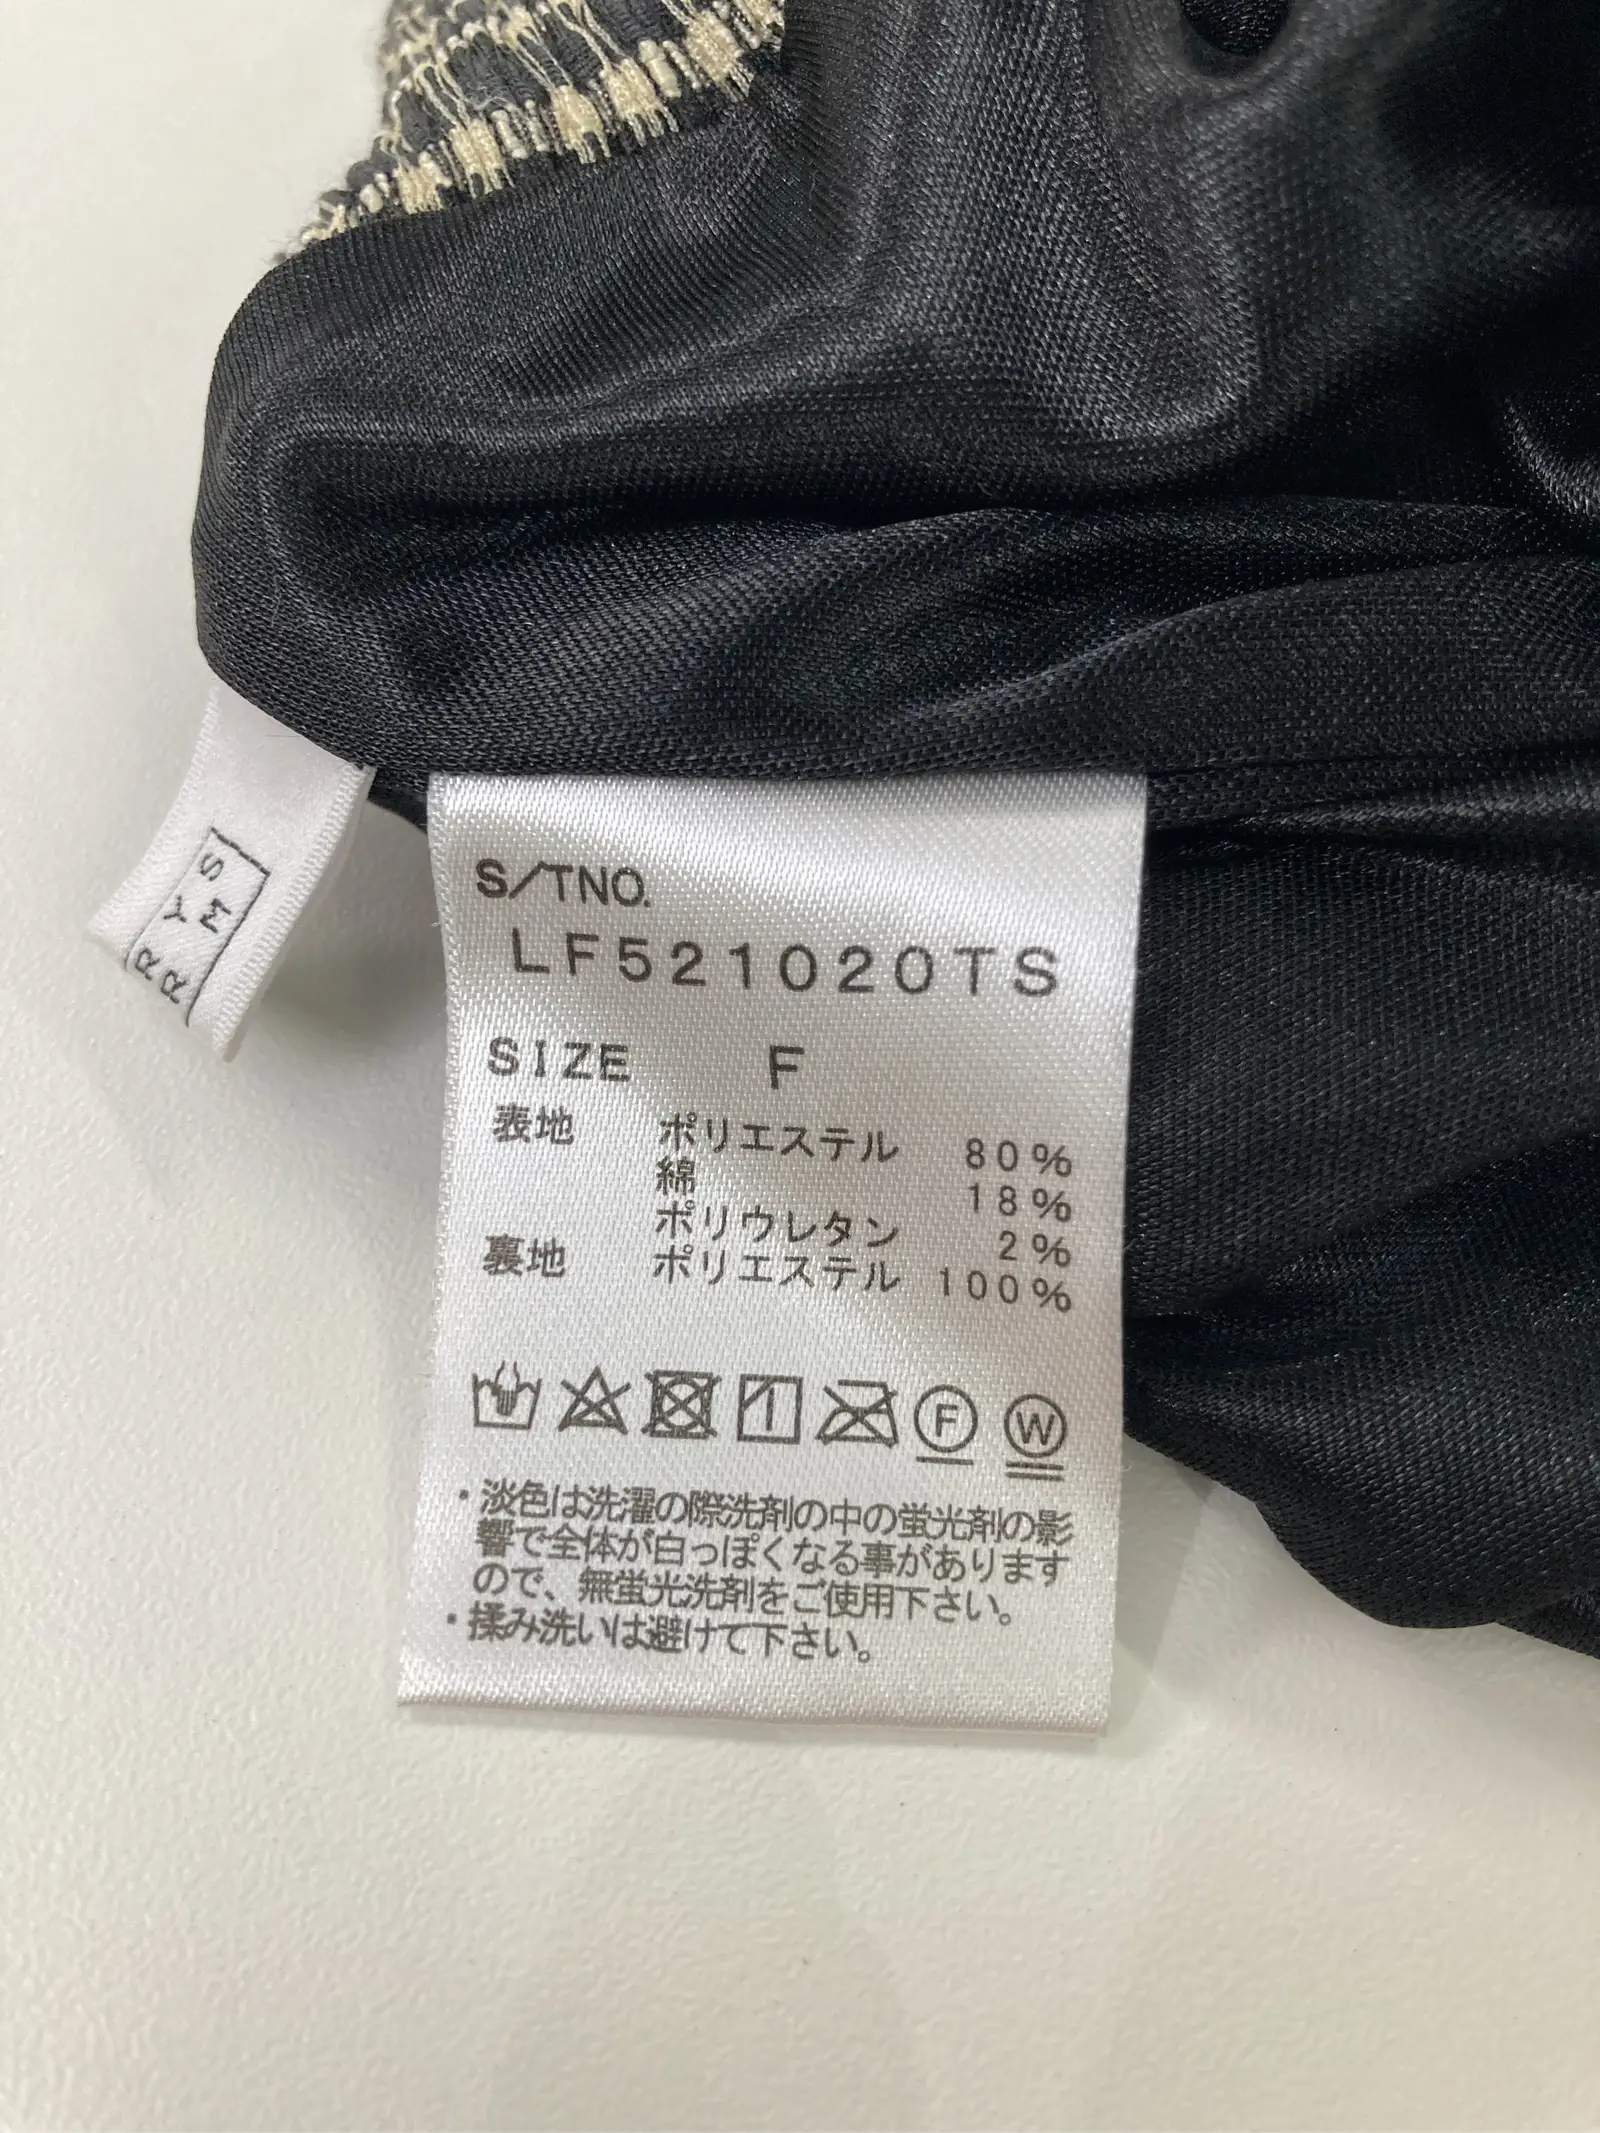 S/TNO.
LF521020TS
SIZE F
表地 ポリエステル 80%
綿 18%
ポリウレタン 2%
裏地 ポリエステル 100%
F W
・淡色は洗濯の際洗剤の中の蛍光剤の影
響で全体が白っぽくなる事があります
ので、無蛍光洗剤をご使用下さい。
・揉み洗いは避けて下さい。
R Y S
R M